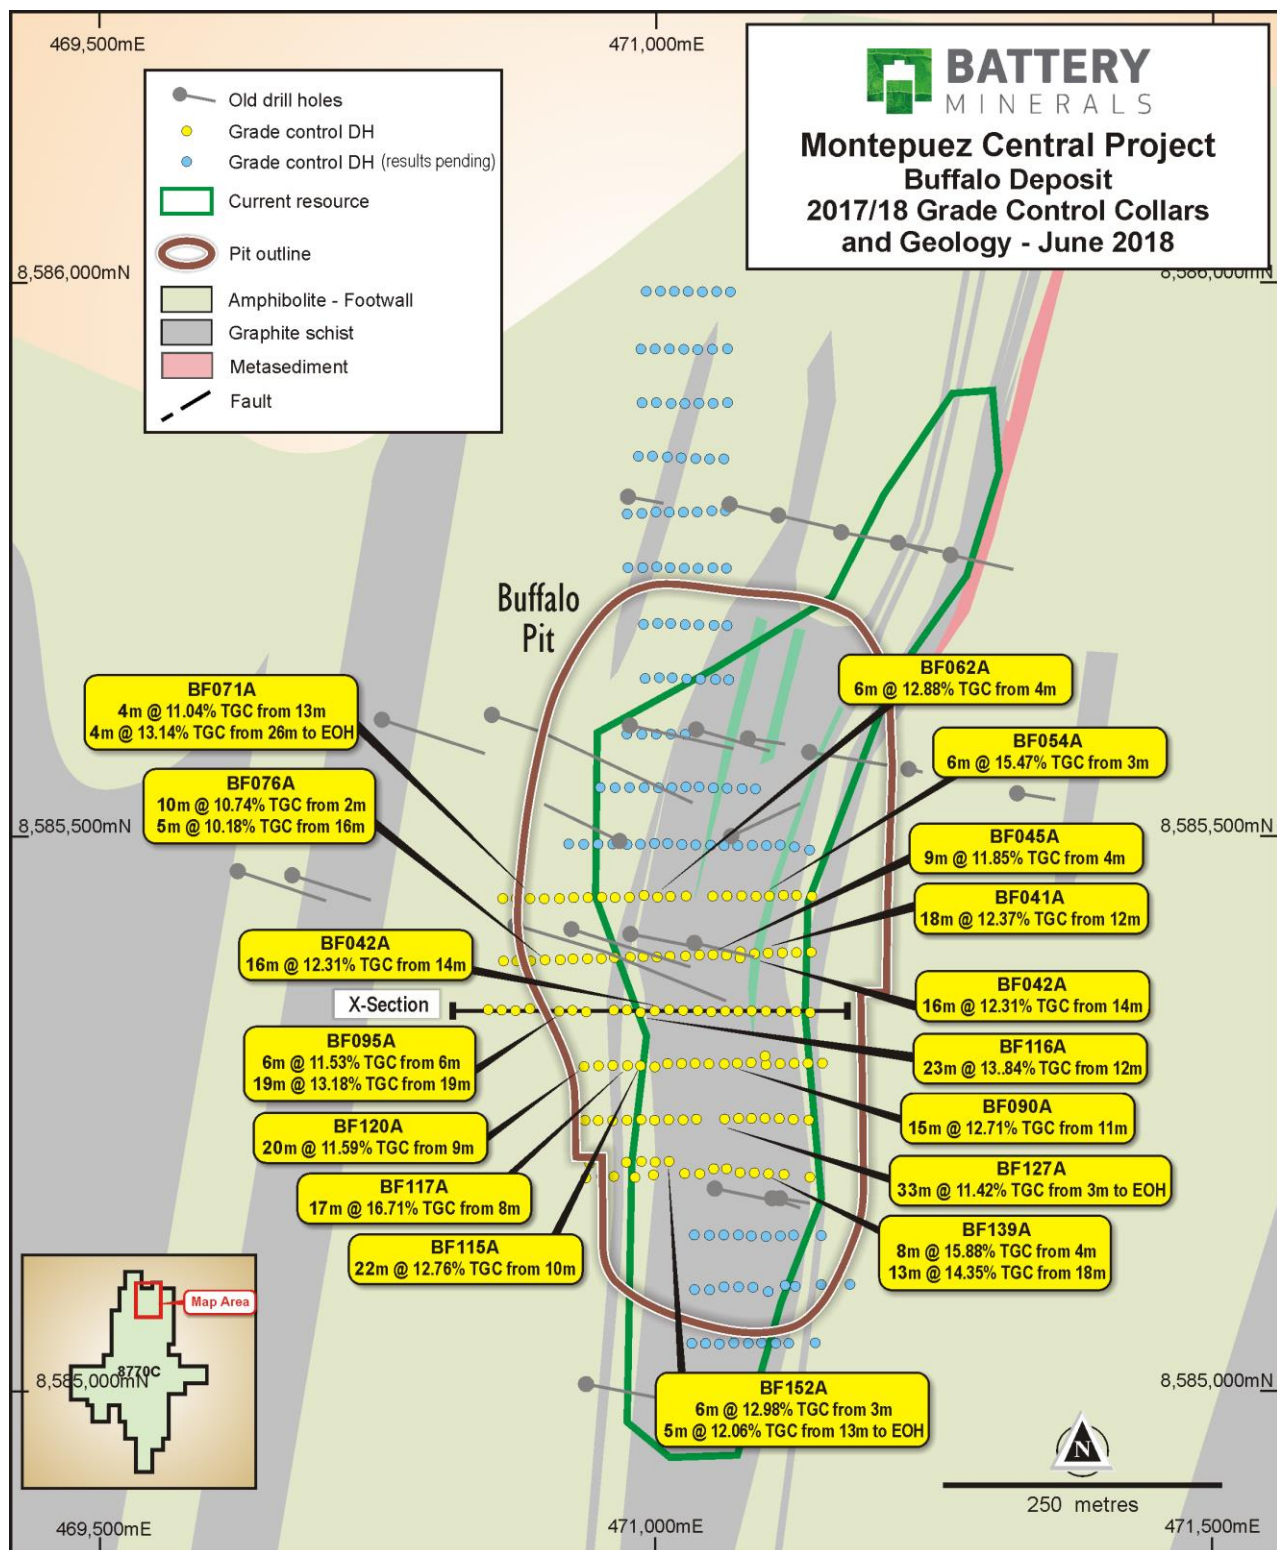 469,500mE
471,000mE
BATTERY
MINERALS
Montepuez Central Project
Buffalo Deposit
2017/18 Grade Control Collars
and Geology - June 2018
Old drill holes
Grade control DH
Grade control DH (results pending)
Current resource
Pit outline
Amphibolite - Footwall
Graphite schist
Metasediment
Fault
8,586,000mN
8,586,000mN
Buffalo
Pit
BF062A
6m @ 12.88% TGC from 4m
BF071A
4m @ 11.04% TGC from 13m
4m @ 13.14% TGC from 26m to EOH
BF054A
6m @ 15.47% TGC from 3m
BF076A
10m @ 10.74% TGC from 2m
5m @ 10.18% TGC from 16m
8,585,500mN
8,585,500mN
BF045A
9m @ 11.85% TGC from 4m
BF041A
18m @ 12.37% TGC from 12m
BF042A
16m @ 12.31% TGC from 14m
BF042A
16m @ 12.31% TGC from 14m
X-Section
BF095A
6m @ 11.53% TGC from 6m
19m @ 13.18% TGC from 19m
BF116A
23m @ 13..84% TGC from 12m
BF090A
15m @ 12.71% TGC from 11m
BF120A
20m @ 11.59% TGC from 9m
BF127A
33m @ 11.42% TGC from 3m to EOH
BF117A
17m @ 16.71% TGC from 8m
BF139A
8m @ 15.88% TGC from 4m
13m @ 14.35% TGC from 18m
BF115A
22m @ 12.76% TGC from 10m
Map Area
8770C
8,585,000mN
8,585,000mN
BF152A
6m @ 12.98% TGC from 3m
5m @ 12.06% TGC from 13m to EOH
N
250 metres
469,500mE
471,000mE
471,500mE